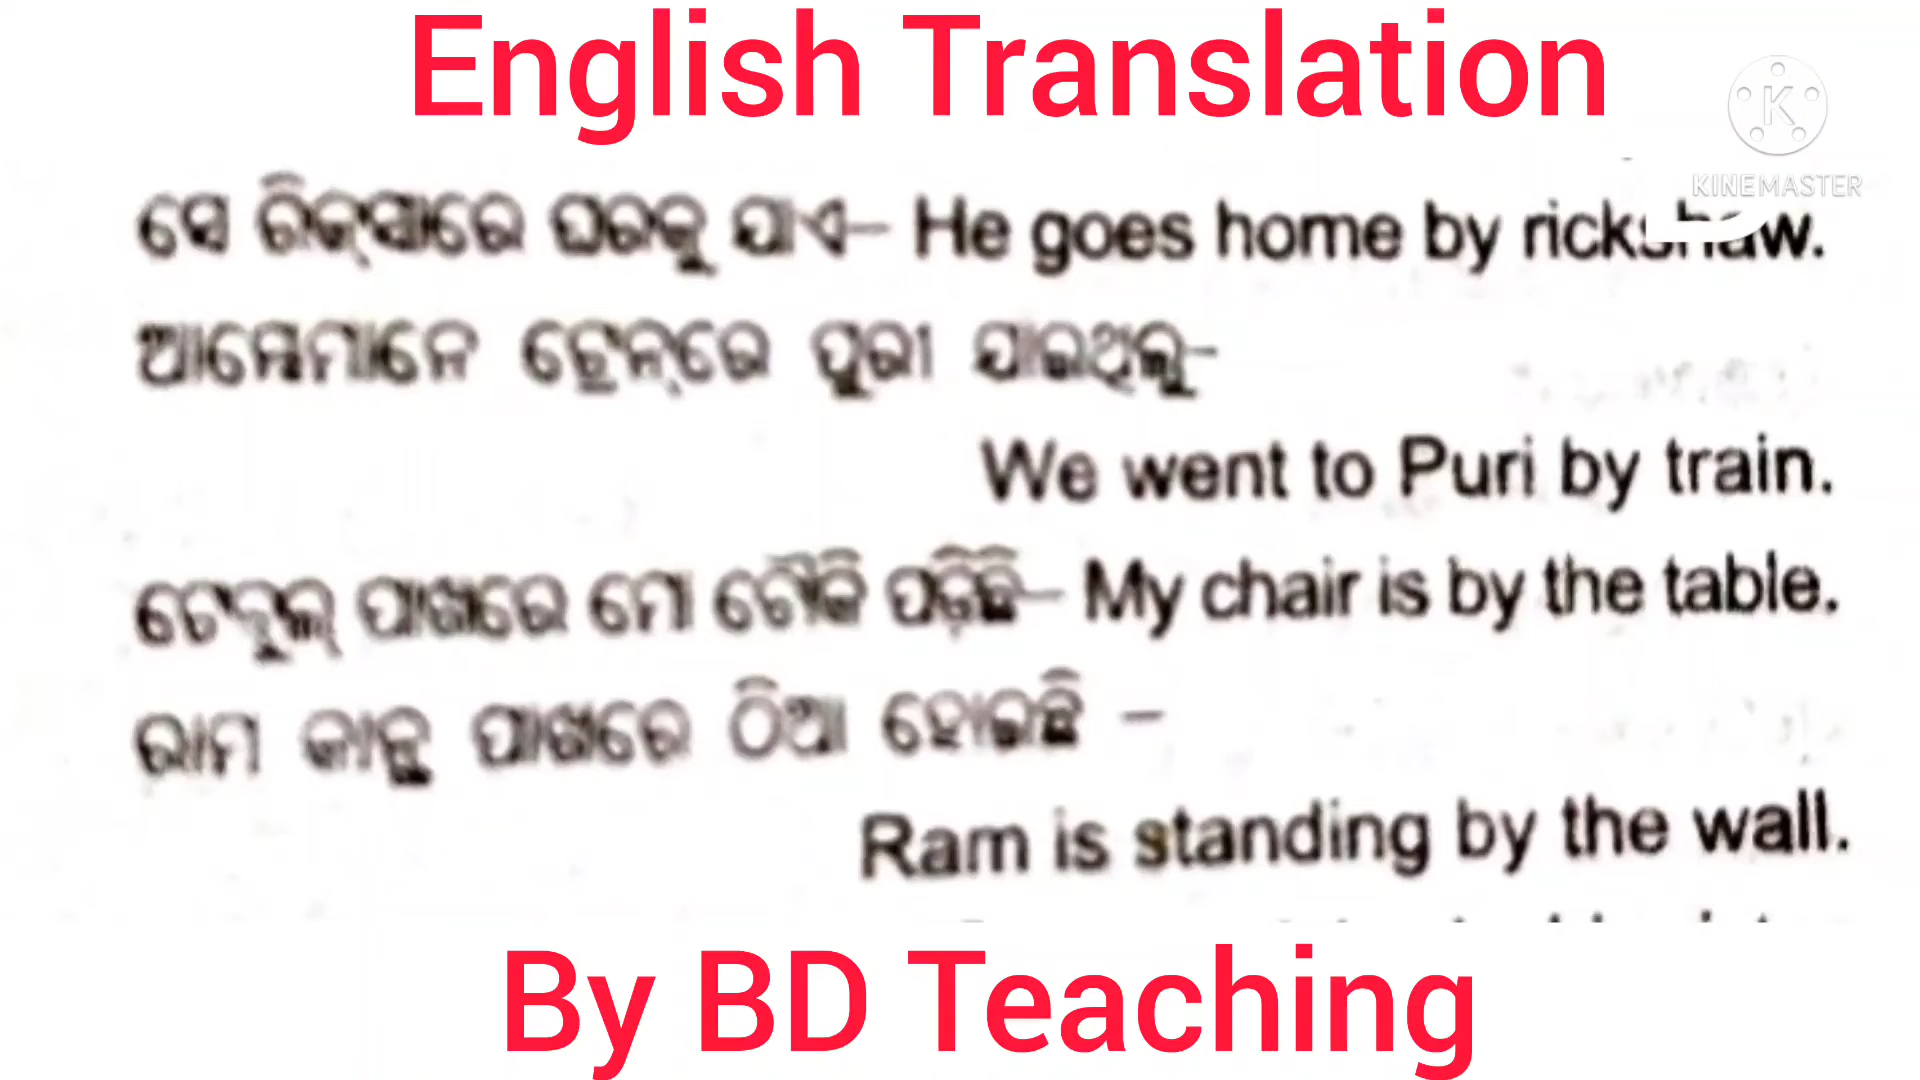 English Translation
K
KINEMASTER
ସେ ରିକ୍ସାରେ ଘରକୁ ଯାଏ– He goes home by rickshaw.
ଆମ୍ଭେମାନେ ଟ୍ରେନ୍‌ରେ ପୁରୀ ଯାଇଥିଲୁ–
We went to Puri by train.
ଟେବୁଲ୍ ପାଖରେ ମୋ ଚୌକି ପଡ଼ିଛି– My chair is by the table.
ରାମ କାନ୍ଥ ପାଖରେ ଠିଆ ହୋଇଛି –
Ram is standing by the wall.
By BD Teaching